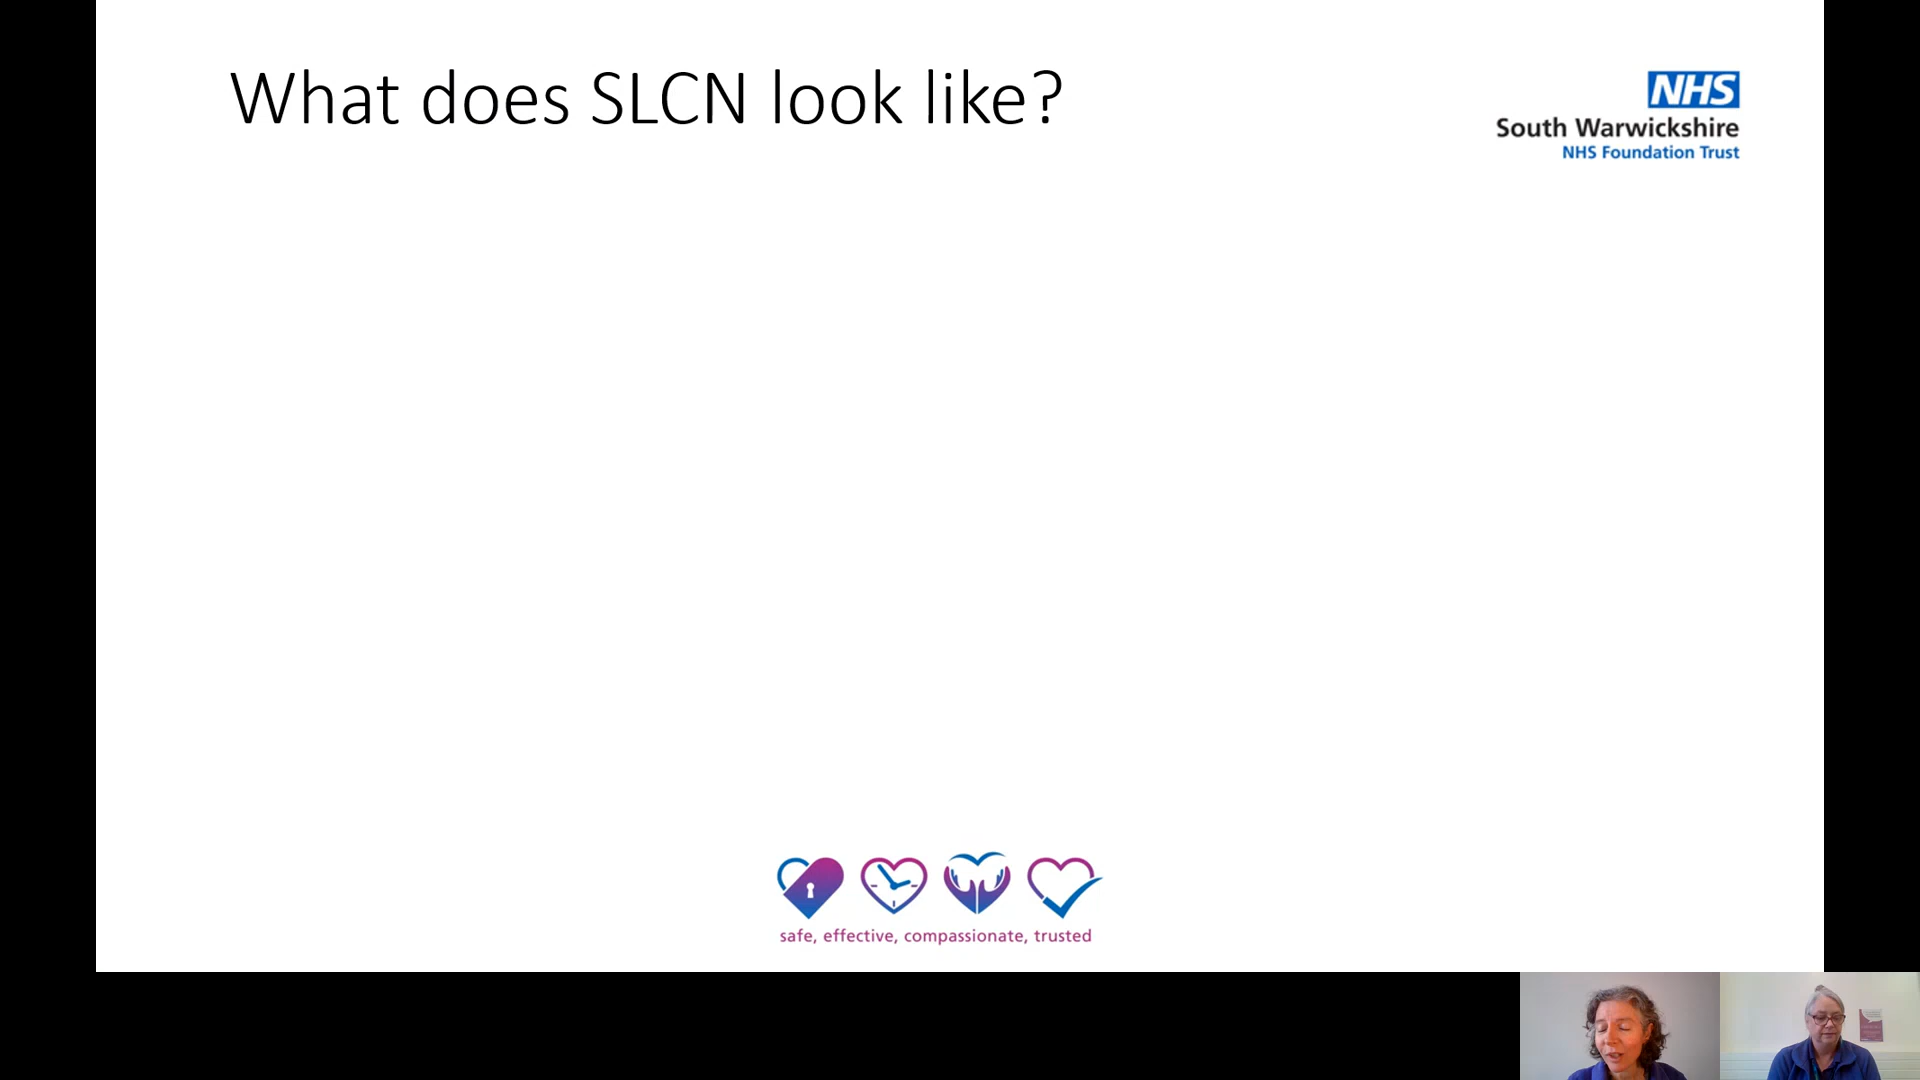 What does SLCN look like?
NHS
South Warwickshire
NHS Foundation Trust
safe, effective, compassionate, trusted